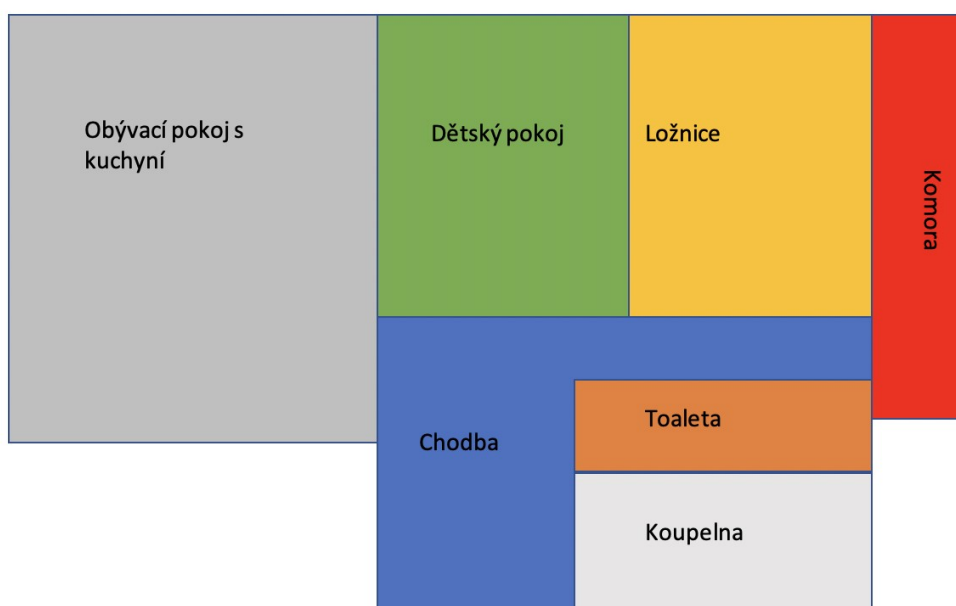 Obývací pokoj s
kuchyní
Dětský pokoj
Ložnice
Komora
Chodba
Toaleta
Koupelna